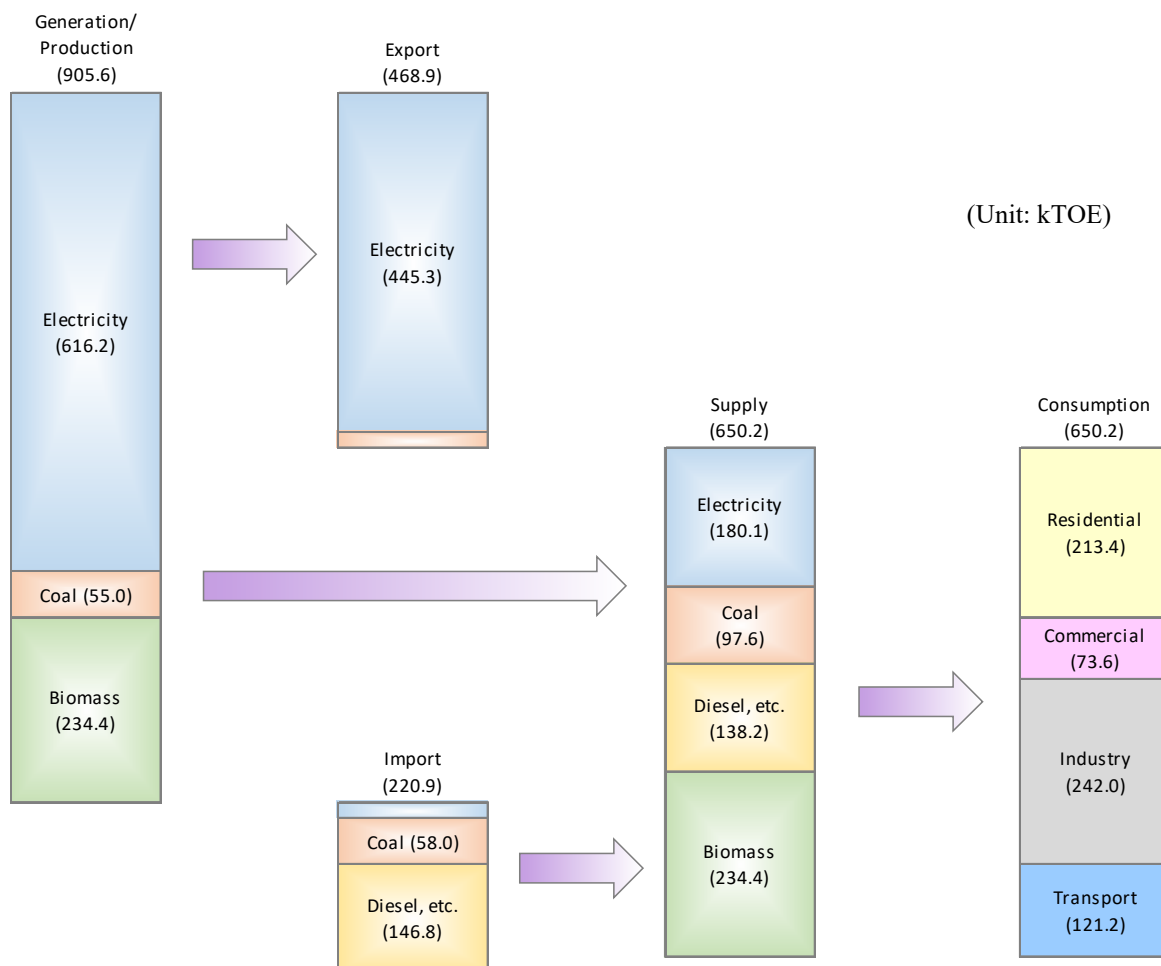 Generation/
Production
(905.6)
Electricity
(616.2)
Coal (55.0)
Biomass
(234.4)
Export
(468.9)
Electricity
(445.3)
(Unit: kTOE)
Import
(220.9)
Coal (58.0)
Diesel, etc.
(146.8)
Supply
(650.2)
Electricity
(180.1)
Coal
(97.6)
Diesel, etc.
(138.2)
Biomass
(234.4)
Consumption
(650.2)
Residential
(213.4)
Commercial
(73.6)
Industry
(242.0)
Transport
(121.2)